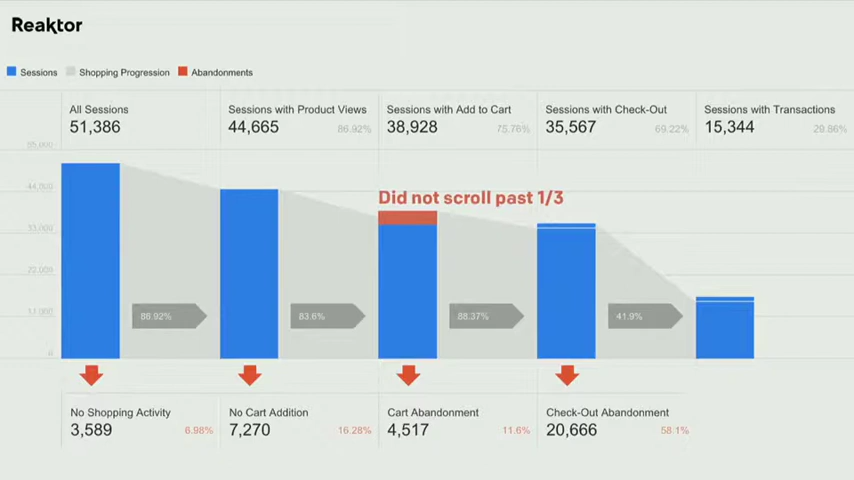 Reaktor
Sessions Shopping Progression Abandonments
All Sessions
51,386
Sessions with Product Views
44,665 86.92%
Sessions with Add to Cart
38,928 75.76%
Sessions with Check-Out
35,567 69.22%
Sessions with Transactions
15,344 29.86%
55,000
44,000
33,000
22,000
11,000
0
Did not scroll past 1/3
86.92%
83.6%
88.37%
41.9%
No Shopping Activity
3,589 6.98%
No Cart Addition
7,270 16.28%
Cart Abandonment
4,517 11.6%
Check-Out Abandonment
20,666 58.1%